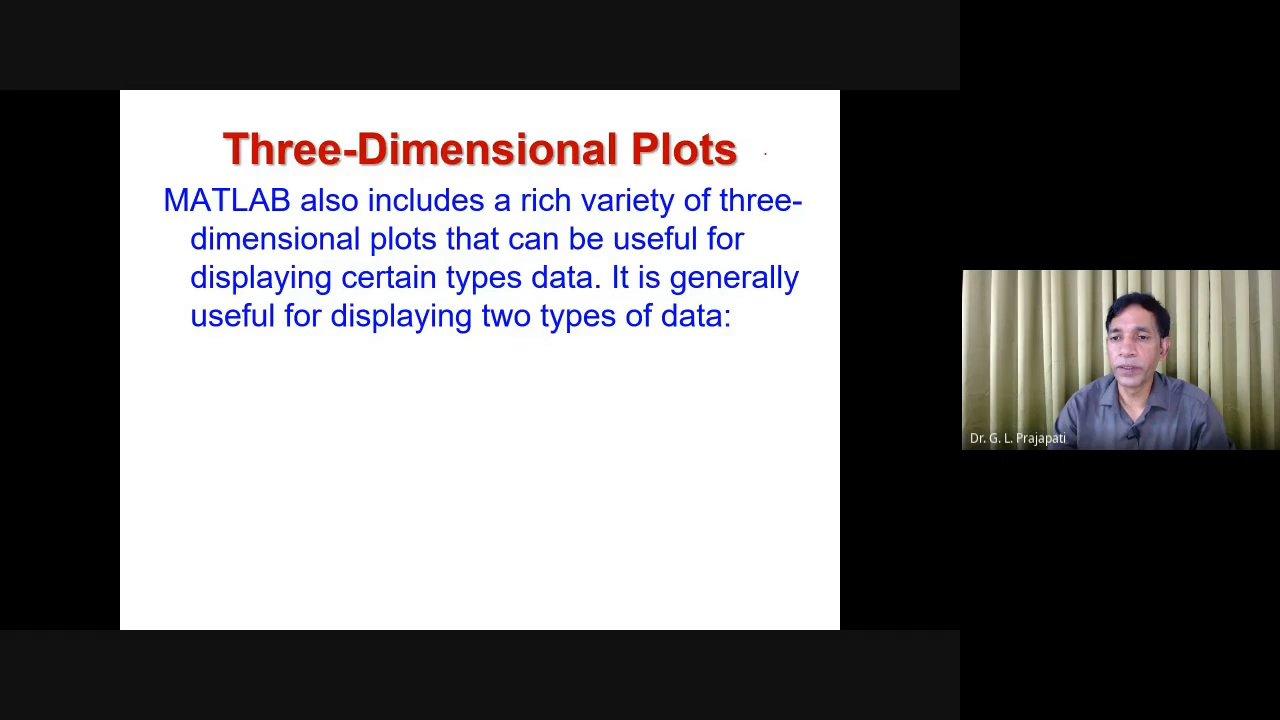 Three-Dimensional Plots
MATLAB also includes a rich variety of three-
dimensional plots that can be useful for
displaying certain types data. It is generally
useful for displaying two types of data:
Dr. G. L. Prajapati